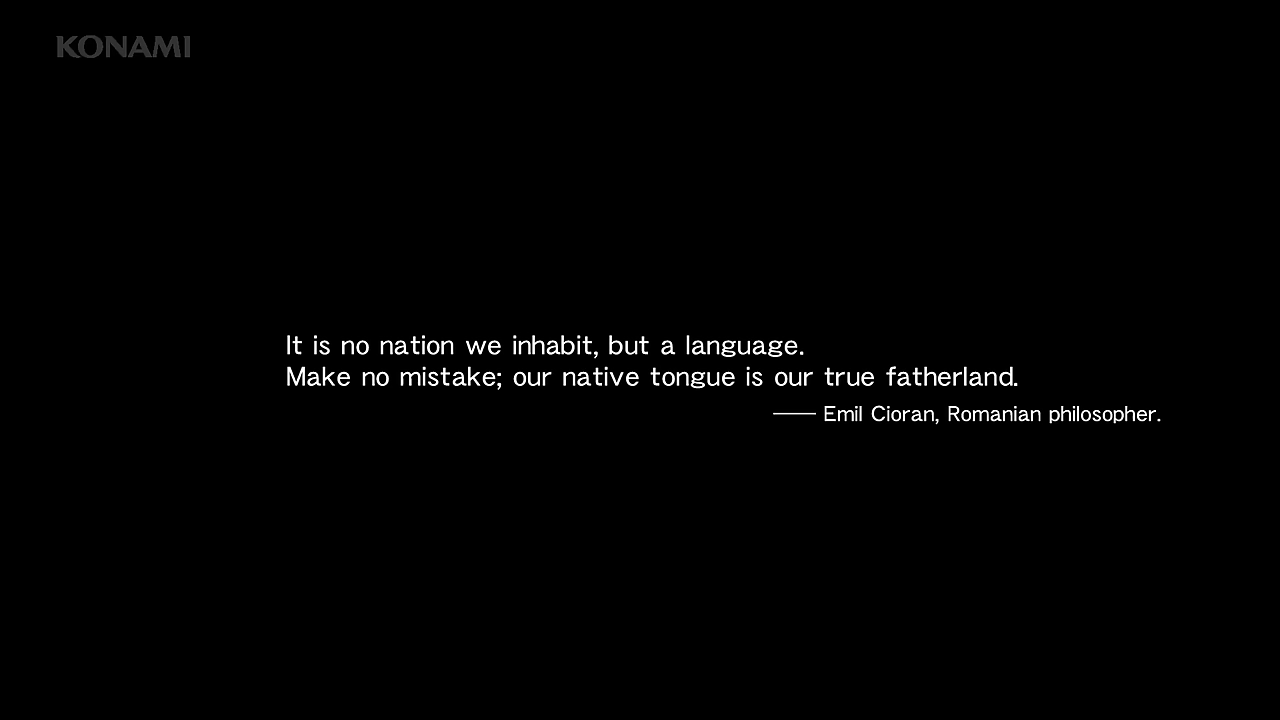 KONAMI
It is no nation we inhabit, but a language.
Make no mistake; our native tongue is our true fatherland.
—— Emil Cioran, Romanian philosopher.